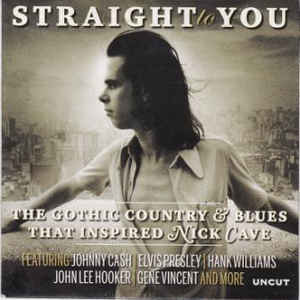 STRAIGHT to YOU
THE GOTHIC COUNTRY & BLUES
THAT INSPIRED NICK CAVE
FEATURING JOHNNY CASH | ELVIS PRESLEY | HANK WILLIAMS
JOHN LEE HOOKER | GENE VINCENT AND MORE
UNCUT